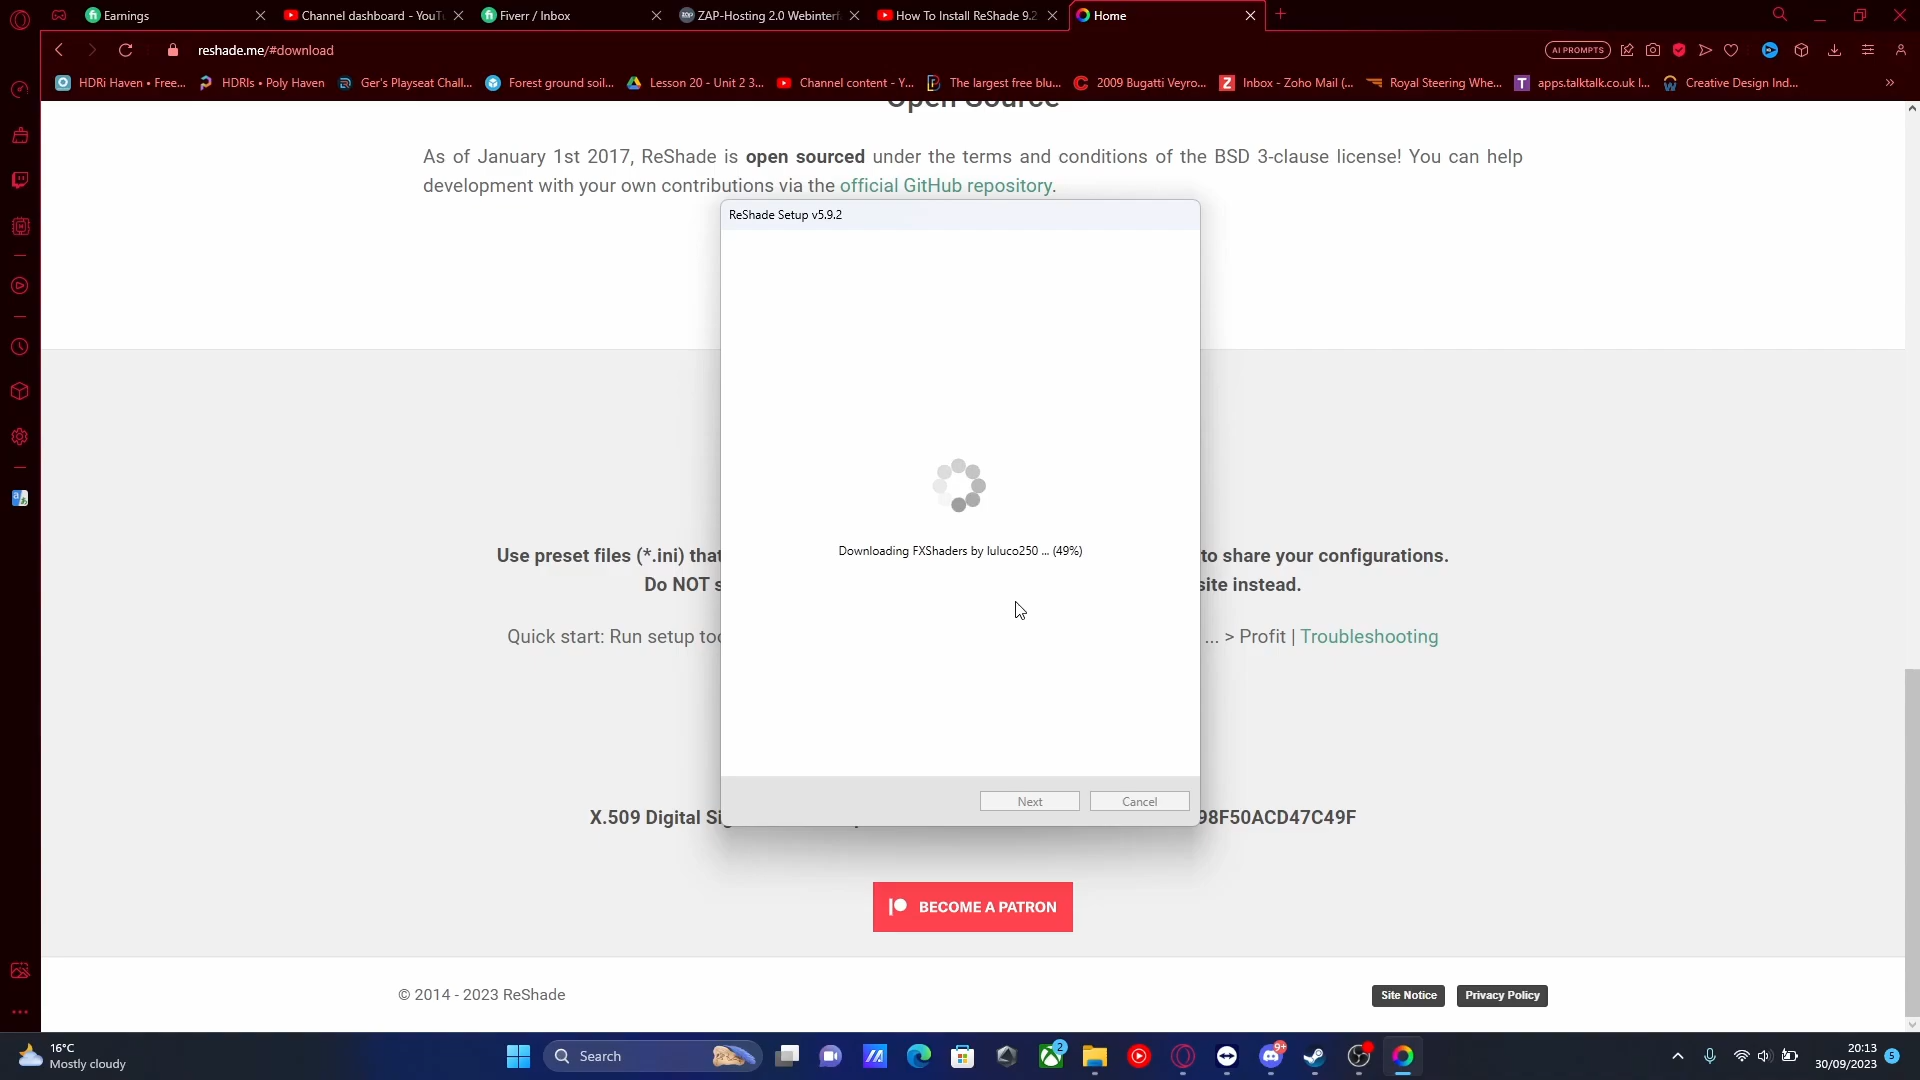 Earnings
Channel dashboard - YouT
Fiverr / Inbox
ZAP-Hosting 2.0 Webinterf
How To Install ReShade 9.2
Home
reshade.me/#download
AI PROMPTS
HDRi Haven • Free...
HDRIs • Poly Haven
Ger's Playseat Chall...
Forest ground soil...
Lesson 20 - Unit 2 3...
Channel content - Y...
The largest free blu...
2009 Bugatti Veyro...
Inbox - Zoho Mail (...
Royal Steering Whe...
apps.talktalk.co.uk l...
Creative Design Ind...
Open Source
As of January 1st 2017, ReShade is open sourced under the terms and conditions of the BSD 3-clause license! You can help
development with your own contributions via the official GitHub repository.
ReShade Setup v5.9.2
Downloading FXShaders by luluco250 ... (49%)
Next
Cancel
Use preset files (*.ini) that
to share your configurations.
Do NOT s
site instead.
Quick start: Run setup too
... > Profit | Troubleshooting
X.509 Digital Sig
98F50ACD47C49F
BECOME A PATRON
© 2014 - 2023 ReShade
Site Notice
Privacy Policy
16°C
Mostly cloudy
Search
2
9+
20:13
30/09/2023
5